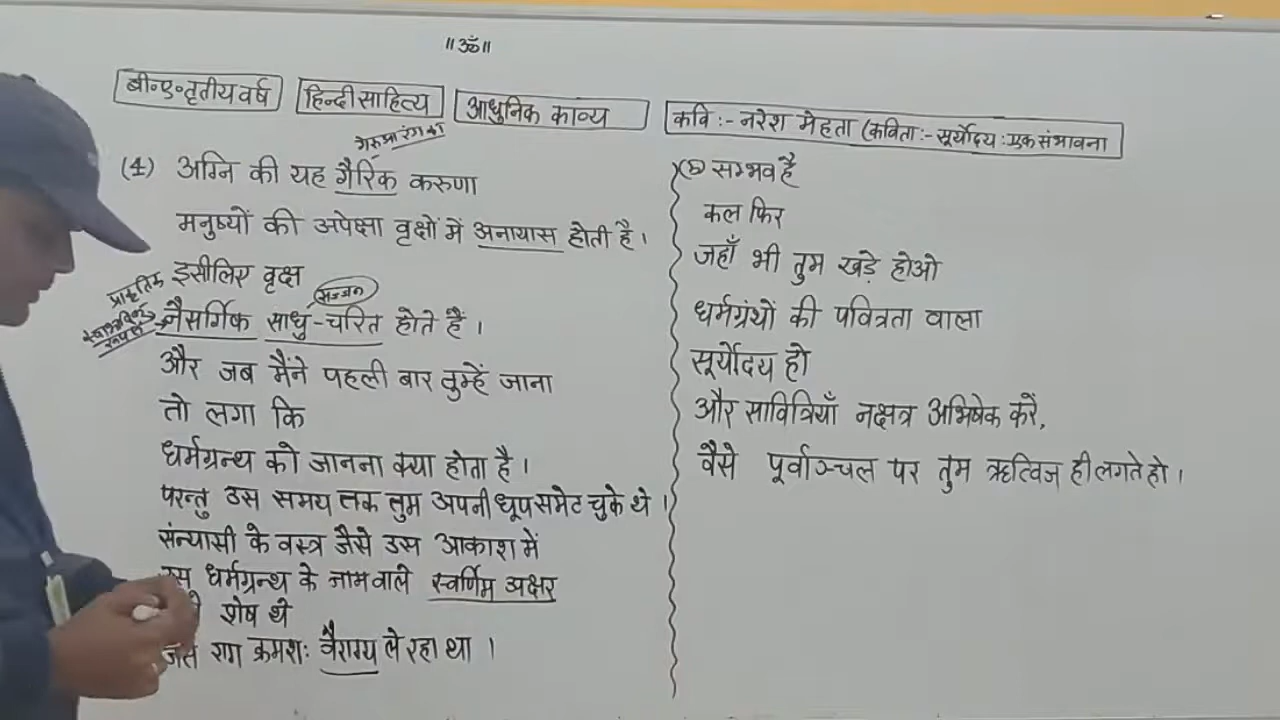 ॥ॐ॥
बी॰ए॰तृतीय वर्ष
हिन्दी साहित्य
आधुनिक काव्य
कवि :- नरेश मेहता (कविता :- सूर्योदय : एक संभावना
गेरुआ रंग का
(4) अग्नि की यह गैरिक करुणा
मनुष्यों की अपेक्षा वृक्षों में अनायास होती है।
इसीलिए वृक्ष
प्राकृतिक
सज्जन
नैसर्गिक साधु-चरित होते हैं।
और जब मैंने पहली बार तुम्हें जाना
तो लगा कि
धर्मग्रन्थ को जानना क्या होता है।
परन्तु उस समय तक तुम अपनी धूप समेट चुके थे।
संन्यासी के वस्त्र जैसे उस आकाश में
धर्मग्रन्थ के नाम वाले स्वर्णिम अक्षर
शेष थे
राग क्रमशः वैराग्य ले रहा था।
सम्भव है
कल फिर
जहाँ भी तुम खड़े होओ
धर्मग्रंथों की पवित्रता वाला
सूर्योदय हो
और सावित्रियाँ नक्षत्र अभिषेक करें,
वैसे पूर्वाञ्चल पर तुम ऋत्विज ही लगते हो।